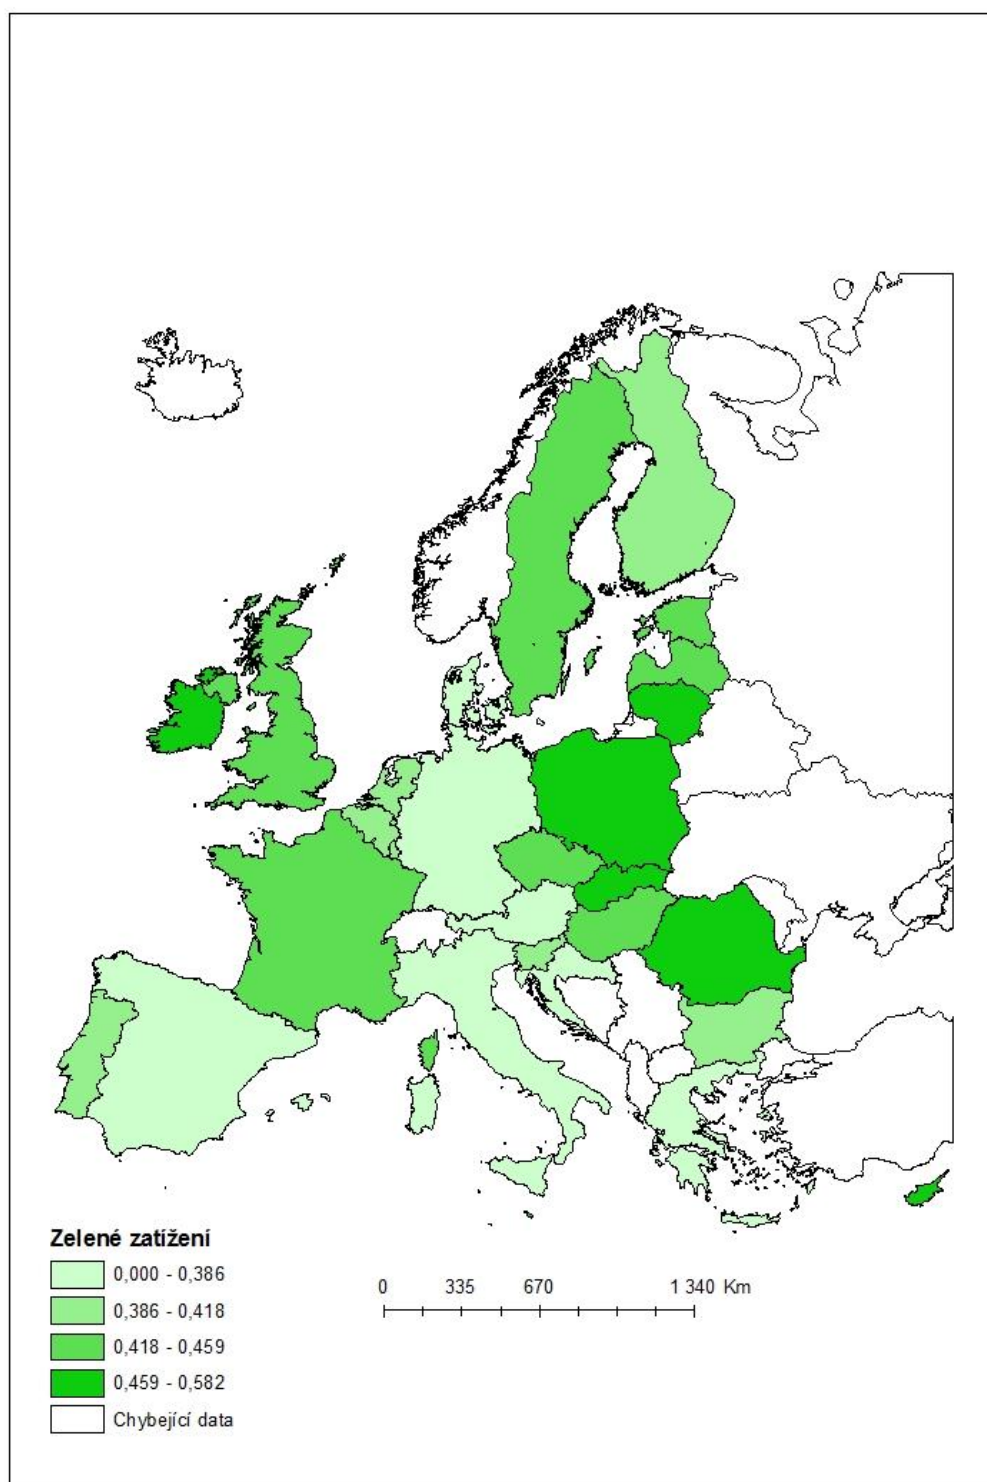 Zelené zatížení
0,000 - 0,386
0,386 - 0,418
0,418 - 0,459
0,459 - 0,582
Chybející data
0 335 670 1 340 Km